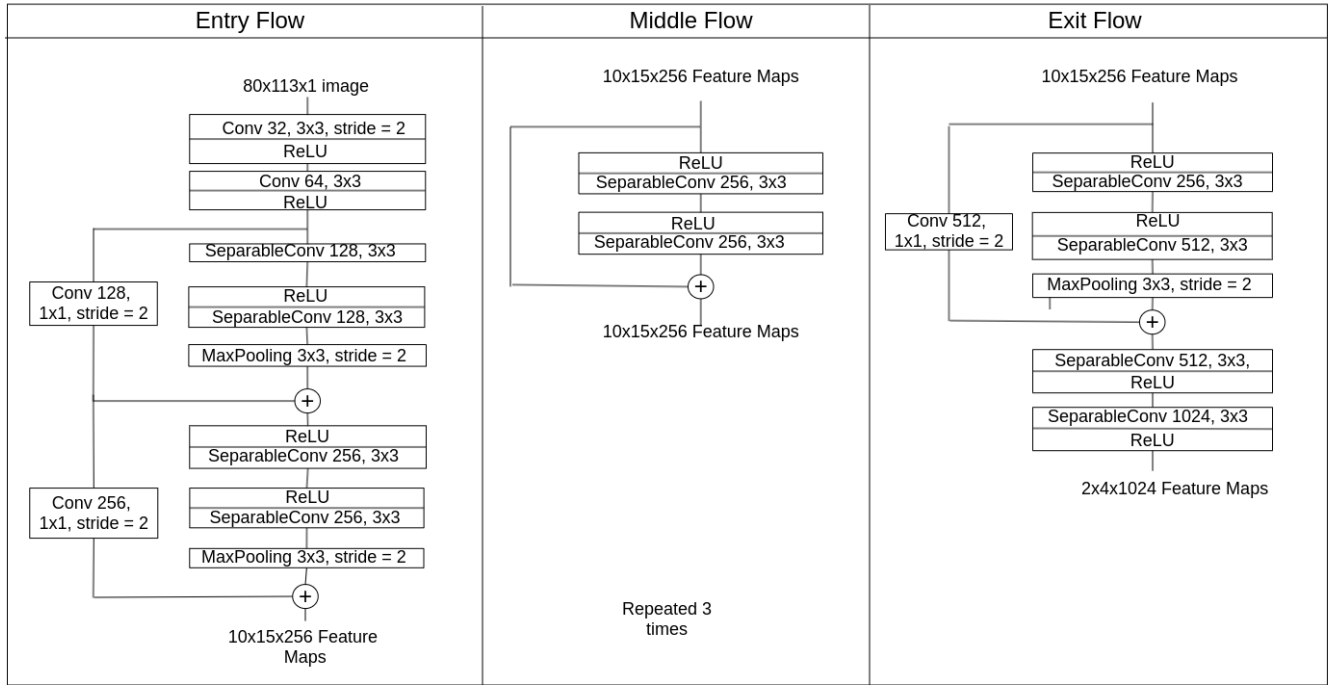 Entry Flow
80x113x1 image
Conv 32, 3x3, stride = 2
ReLU
Conv 64, 3x3
ReLU
SeparableConv 128, 3x3
Conv 128,
1x1, stride = 2
ReLU
SeparableConv 128, 3x3
MaxPooling 3x3, stride = 2
+
ReLU
SeparableConv 256, 3x3
Conv 256,
1x1, stride = 2
ReLU
SeparableConv 256, 3x3
MaxPooling 3x3, stride = 2
+
10x15x256 Feature
Maps
Middle Flow
10x15x256 Feature Maps
ReLU
SeparableConv 256, 3x3
ReLU
SeparableConv 256, 3x3
+
10x15x256 Feature Maps
Repeated 3
times
Exit Flow
10x15x256 Feature Maps
ReLU
SeparableConv 256, 3x3
Conv 512,
1x1, stride = 2
ReLU
SeparableConv 512, 3x3
MaxPooling 3x3, stride = 2
+
SeparableConv 512, 3x3,
ReLU
SeparableConv 1024, 3x3
ReLU
2x4x1024 Feature Maps